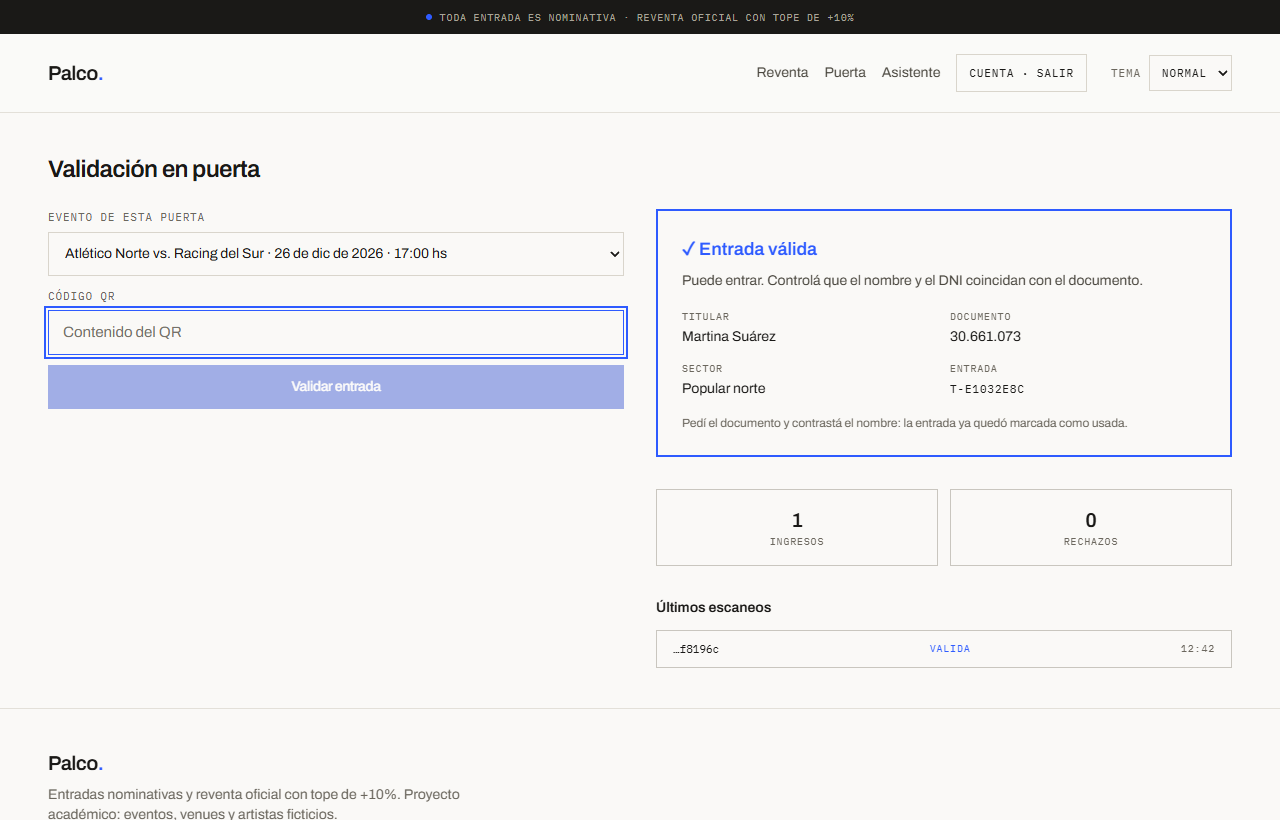 TODA ENTRADA ES NOMINATIVA · REVENTA OFICIAL CON TOPE DE +10%
Palco.
Reventa
Puerta
Asistente
CUENTA · SALIR
TEMA
NORMAL
Validación en puerta
EVENTO DE ESTA PUERTA
Atlético Norte vs. Racing del Sur · 26 de dic de 2026 · 17:00 hs
CÓDIGO QR
Contenido del QR
Validar entrada
✓ Entrada válida
Puede entrar. Controlá que el nombre y el DNI coincidan con el documento.
TITULAR
Martina Suárez
DOCUMENTO
30.661.073
SECTOR
Popular norte
ENTRADA
T-E1032E8C
Pedí el documento y contrastá el nombre: la entrada ya quedó marcada como usada.
1
INGRESOS
0
RECHAZOS
Últimos escaneos
…f8196c
VALIDA
12:42
Palco.
Entradas nominativas y reventa oficial con tope de +10%. Proyecto
académico: eventos, venues y artistas ficticios.